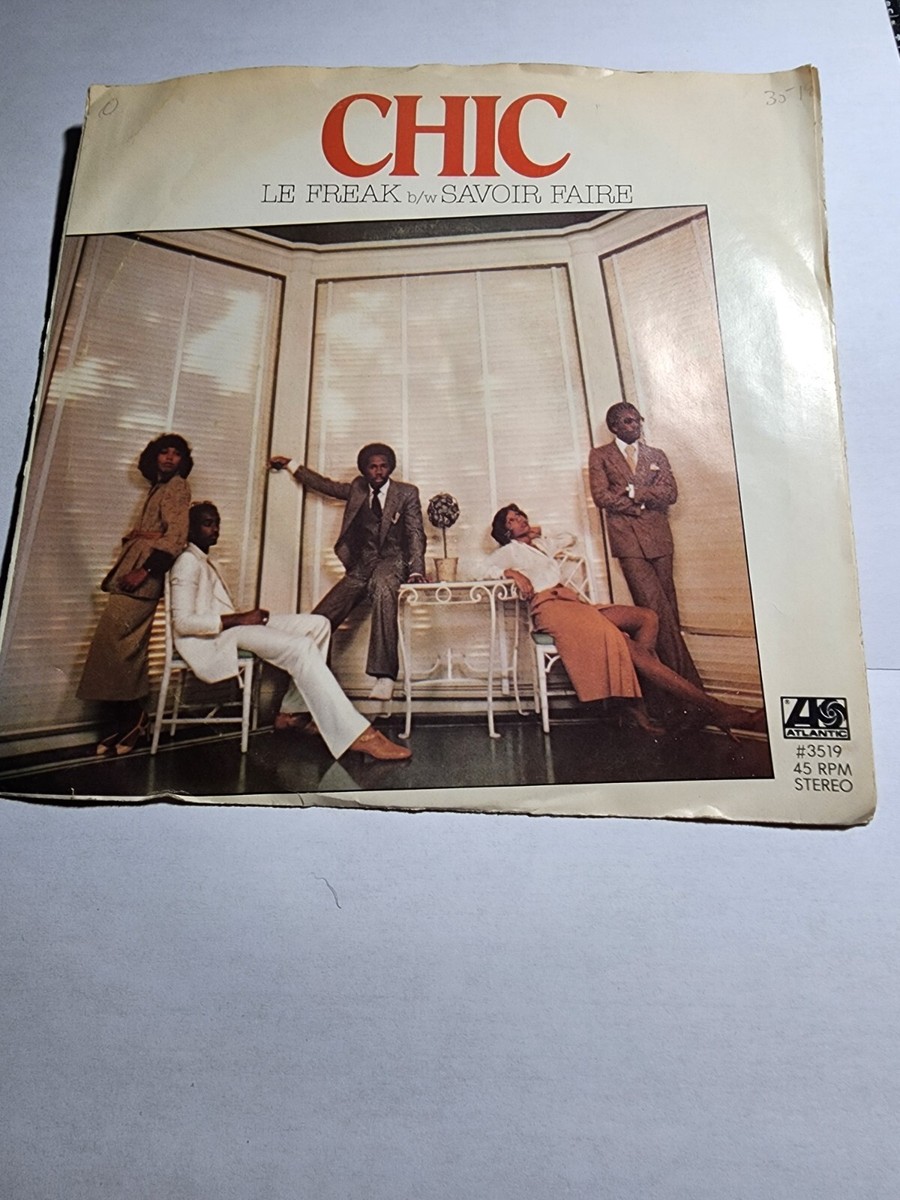 CHIC
LE FREAK b/w SAVOIR FAIRE
ATLANTIC
#3519
45 RPM
STEREO